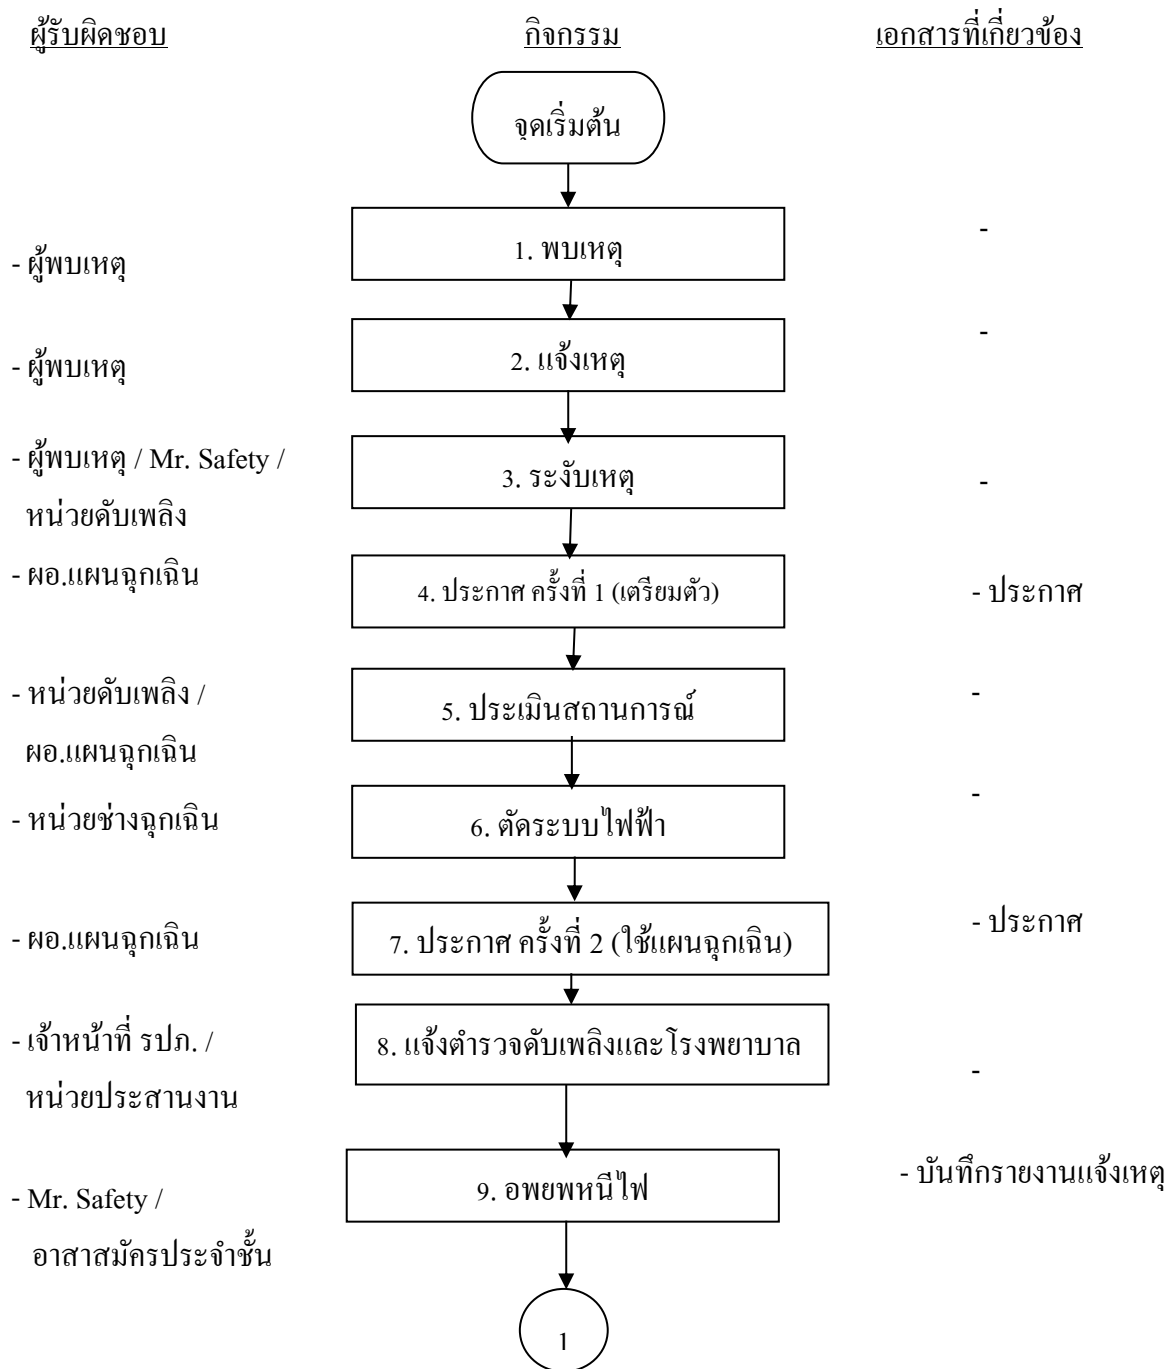 ผู้รับผิดชอบ กิจกรรม เอกสารที่เกี่ยวข้อง
จุดเริ่มต้น
- ผู้พบเหตุ 1. พบเหตุ -
- ผู้พบเหตุ 2. แจ้งเหตุ -
- ผู้พบเหตุ / Mr. Safety / 3. ระงับเหตุ -
หน่วยดับเพลิง
- ผอ.แผนฉุกเฉิน 4. ประกาศ ครั้งที่ 1 (เตรียมตัว) - ประกาศ
- หน่วยดับเพลิง / 5. ประเมินสถานการณ์ -
ผอ.แผนฉุกเฉิน
- หน่วยช่างฉุกเฉิน 6. ตัดระบบไฟฟ้า -
- ผอ.แผนฉุกเฉิน 7. ประกาศ ครั้งที่ 2 (ใช้แผนฉุกเฉิน) - ประกาศ
- เจ้าหน้าที่ รปภ. / 8. แจ้งตำรวจดับเพลิงและโรงพยาบาล -
หน่วยประสานงาน
- Mr. Safety / 9. อพยพหนีไฟ - บันทึกรายงานแจ้งเหตุ
อาสาสมัครประจำชั้น
1